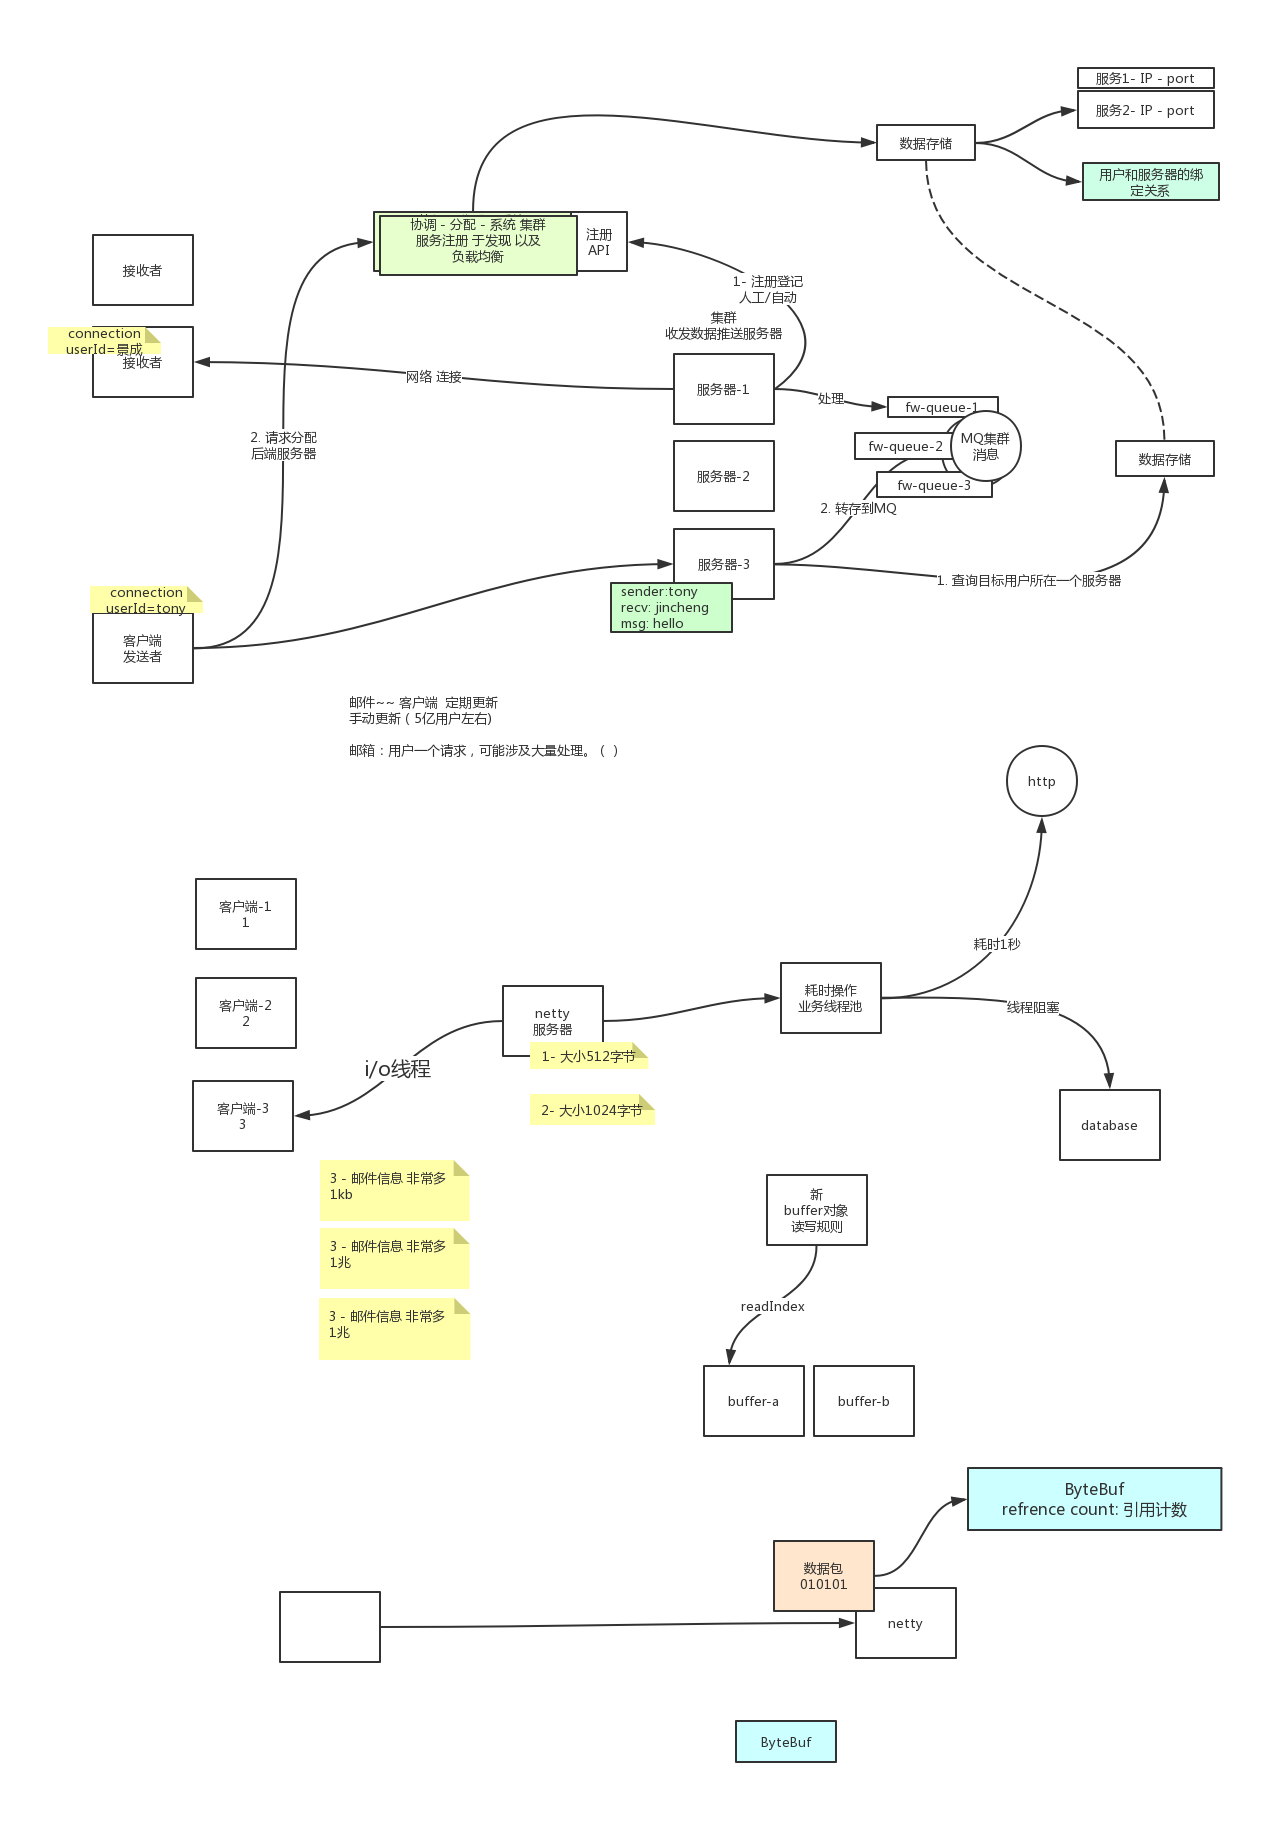 服务1- IP - port
服务2- IP - port
数据存储
用户和服务器的绑
定关系
协调 - 分配 - 系统 集群
服务注册 于发现 以及
负载均衡
注册
API
接收者
1- 注册登记
人工/自动
集群
收发数据推送服务器
connection
userId=景成
接收者
网络 连接
服务器-1
处理
fw-queue-1
fw-queue-2
MQ集群
消息
fw-queue-3
2. 请求分配
后端服务器
服务器-2
数据存储
2. 转存到MQ
服务器-3
1. 查询目标用户所在一个服务器
sender:tony
recv: jincheng
msg: hello
connection
userId=tony
客户端
发送者
邮件~~ 客户端  定期更新
手动更新 ( 5亿用户左右)
邮箱：用户一个请求，可能涉及大量处理。（ ）
http
客户端-1
1
耗时1秒
客户端-2
2
耗时操作
业务线程池
线程阻塞
netty
服务器
1- 大小512字节
i/o线程
客户端-3
3
2- 大小1024字节
database
3 - 邮件信息 非常多
1kb
新
buffer对象
读写规则
3 - 邮件信息 非常多
1兆
readIndex
3 - 邮件信息 非常多
1兆
buffer-a
buffer-b
ByteBuf
refrence count: 引用计数
数据包
010101
netty
ByteBuf